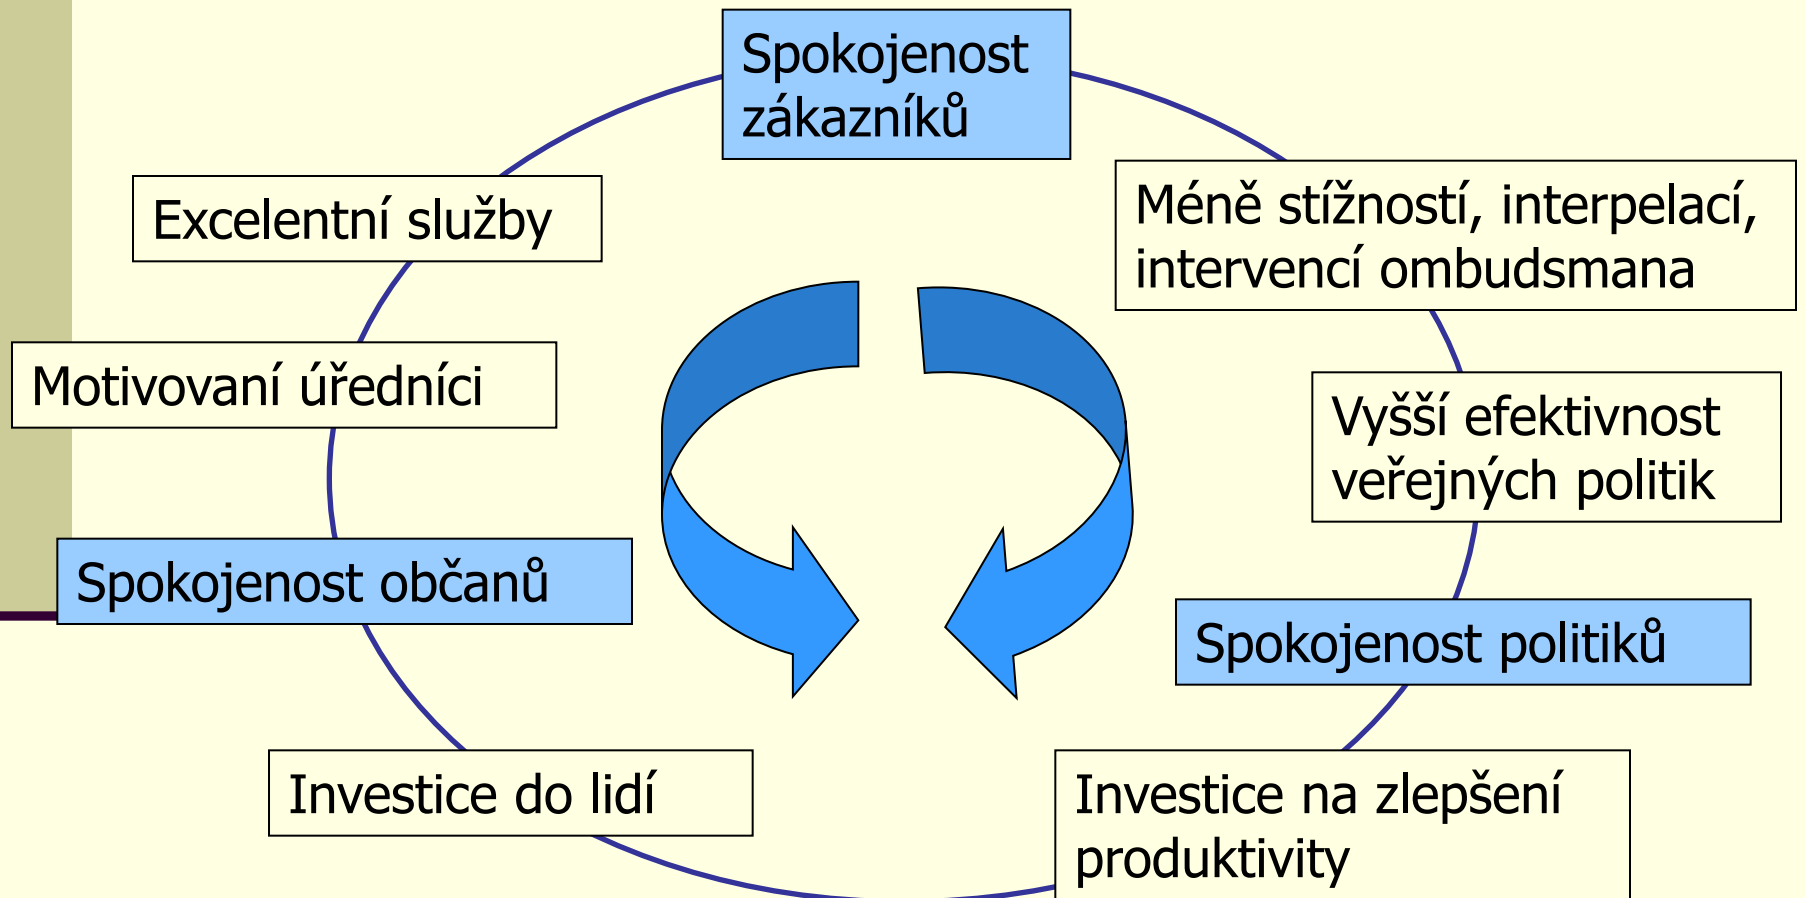 Spokojenost
zákazníků
Excelentní služby
Méně stížností, interpelací,
intervencí ombudsmana
Motivovaní úředníci
Vyšší efektivnost
veřejných politik
Spokojenost občanů
Spokojenost politiků
Investice do lidí
Investice na zlepšení
produktivity